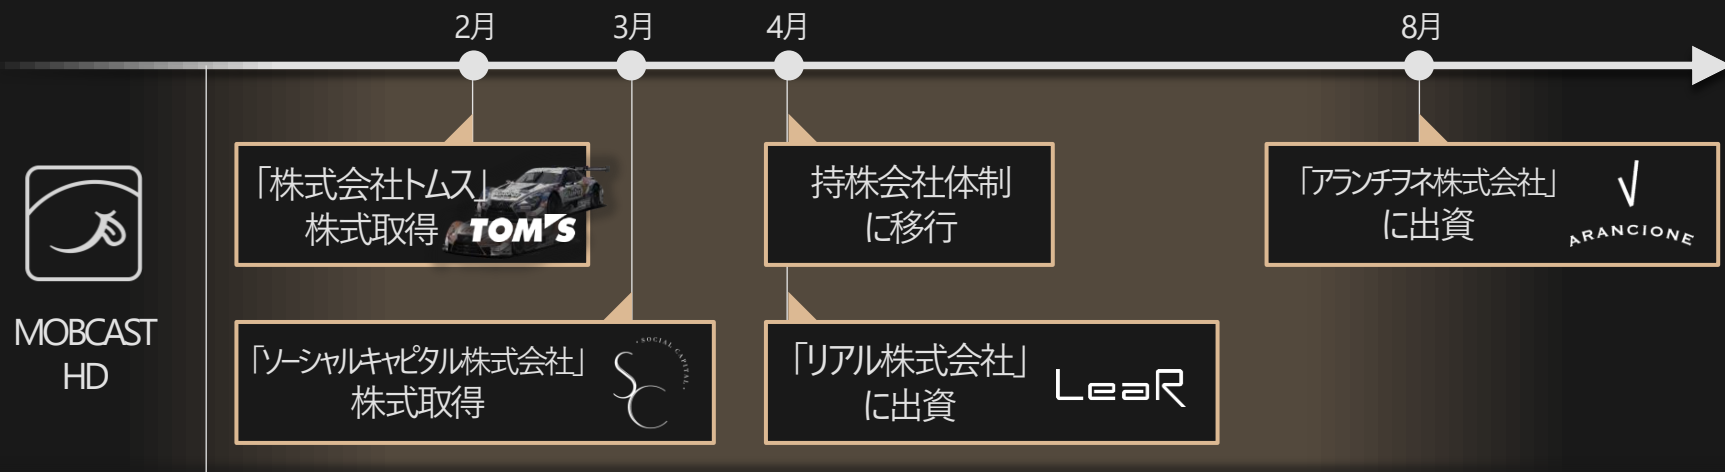 2月
3月
4月
8月
MOBCAST
HD
「株式会社トムス」
株式取得
TOM'S
「ソーシャルキャピタル株式会社」
株式取得
SC
・SOCIAL CAPITAL・
持株会社体制
に移行
「リアル株式会社」
に出資
LeaR
「アランチヲネ株式会社」
に出資
ARANCIONE